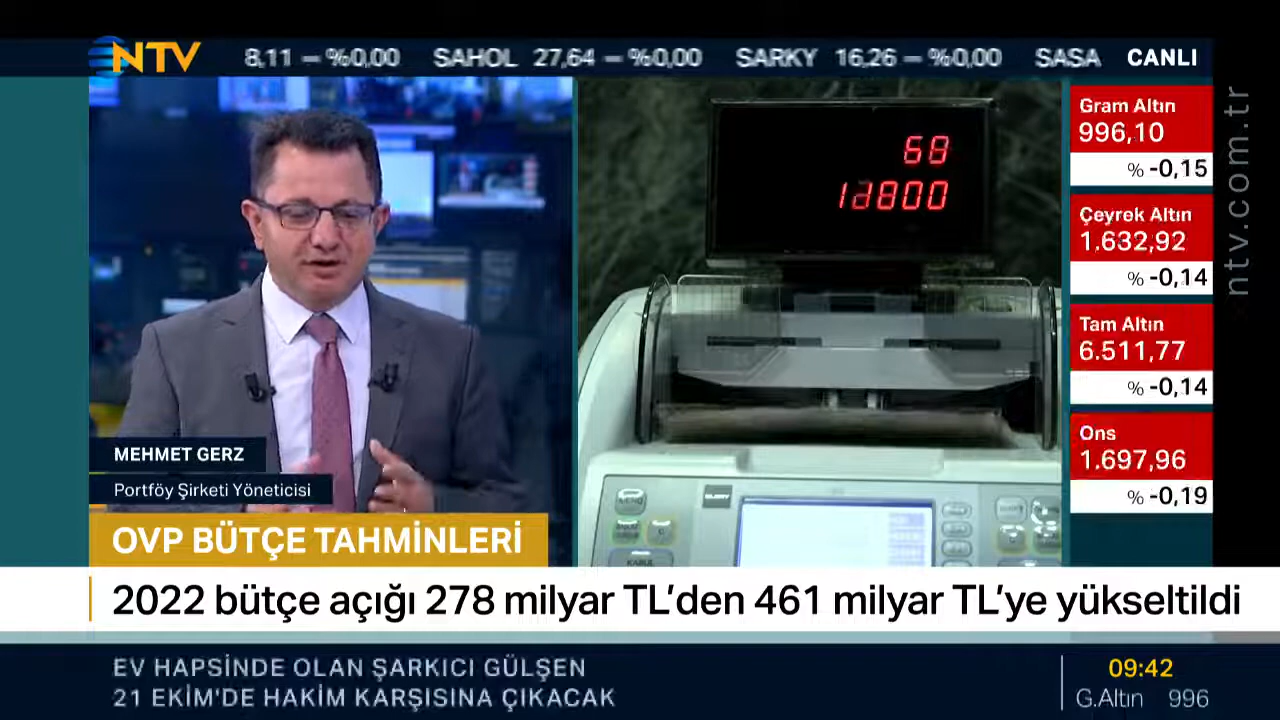 NTV
8,11 – %0,00 SAHOL 27,64 – %0,00 SARKY 16,26 – %0,00 SASA CANLI
ntv.com.tr
68
Gram Altın
996,10
% -0,15
Çeyrek Altın
1.632,92
% -0,14
Tam Altın
6.511,77
% -0,14
Ons
1.697,96
% -0,19
GLORY
MEHMET GERZ
Portföy Şirketi Yöneticisi
OVP BÜTÇE TAHMİNLERİ
2022 bütçe açığı 278 milyar TL'den 461 milyar TL'ye yükseltildi
EV HAPSİNDE OLAN ŞARKICI GÜLŞEN
21 EKİM'DE HAKİM KARŞISINA ÇIKACAK
09:42
G.Altın 996